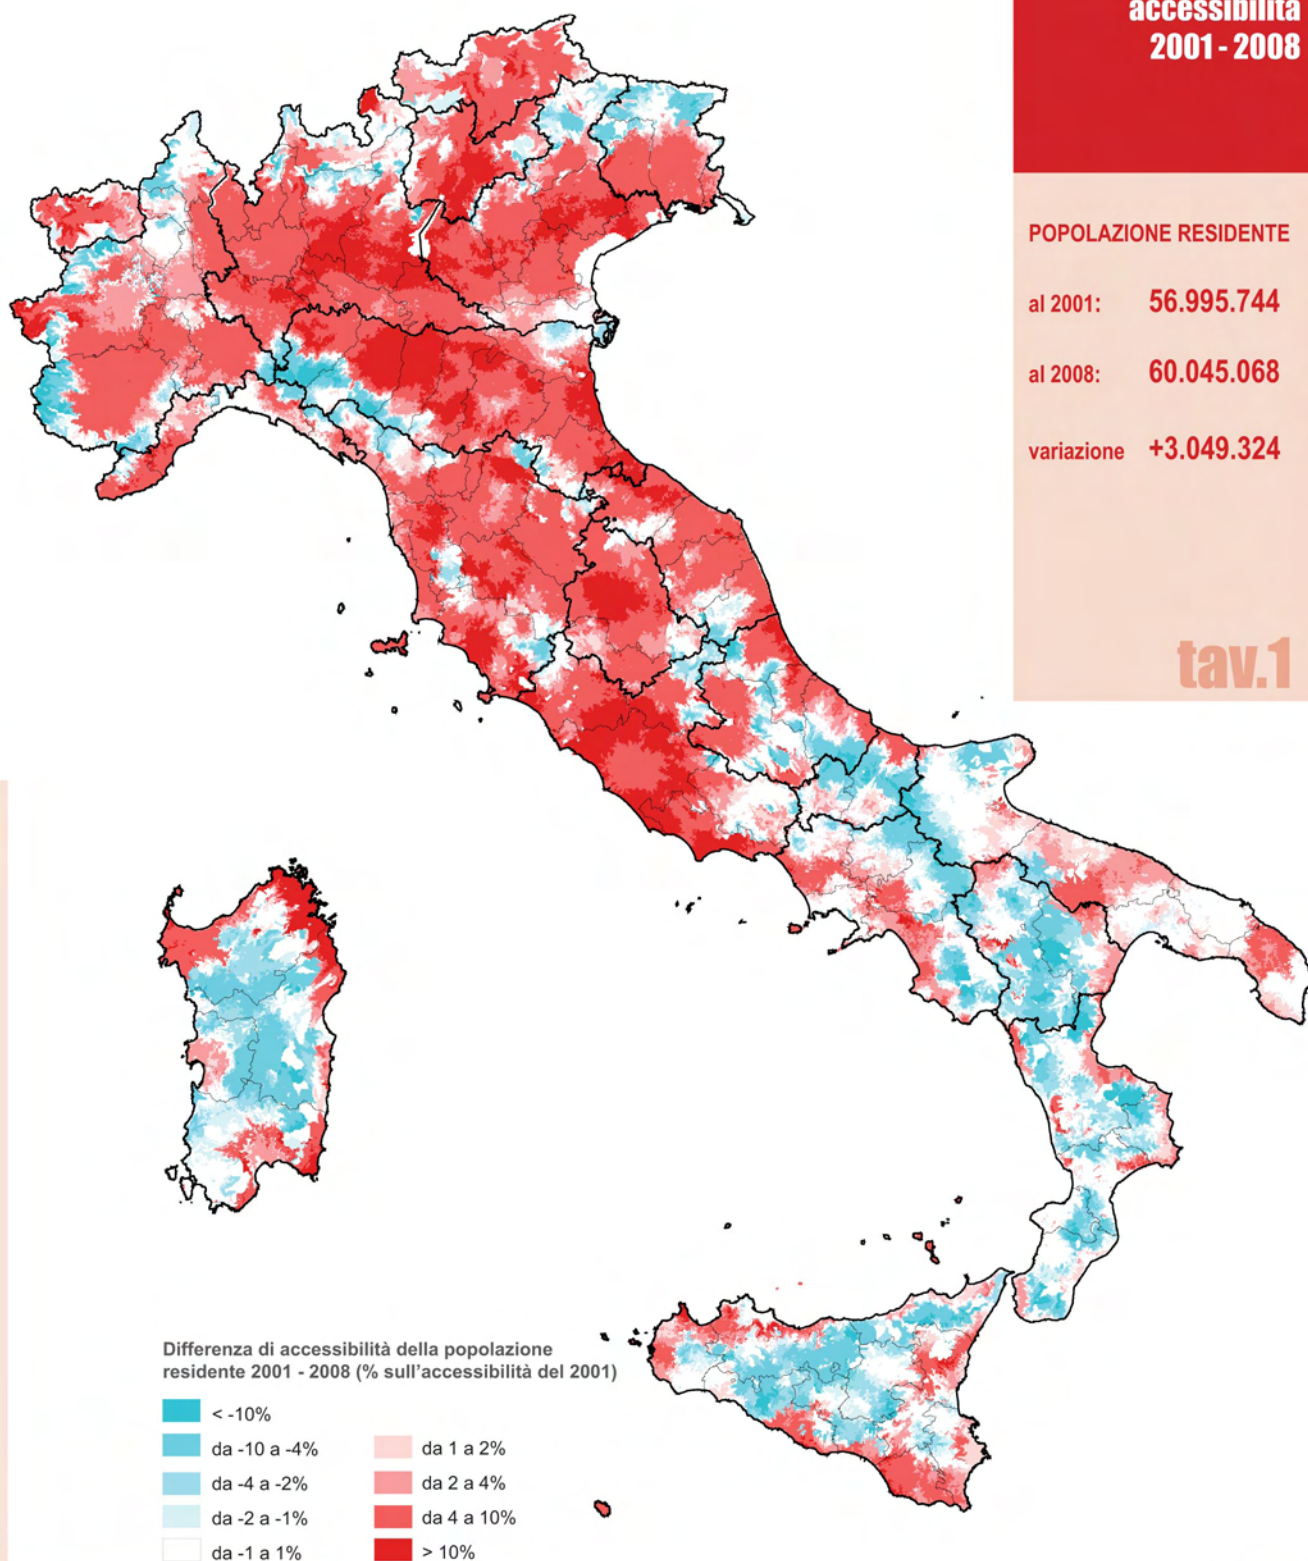 accessibilità
2001 - 2008
POPOLAZIONE RESIDENTE
al 2001: 56.995.744
al 2008: 60.045.068
variazione +3.049.324
tav.1
Differenza di accessibilità della popolazione
residente 2001 - 2008 (% sull'accessibilità del 2001)
< -10%
da -10 a -4%
da -4 a -2%
da -2 a -1%
da -1 a 1%
da 1 a 2%
da 2 a 4%
da 4 a 10%
> 10%